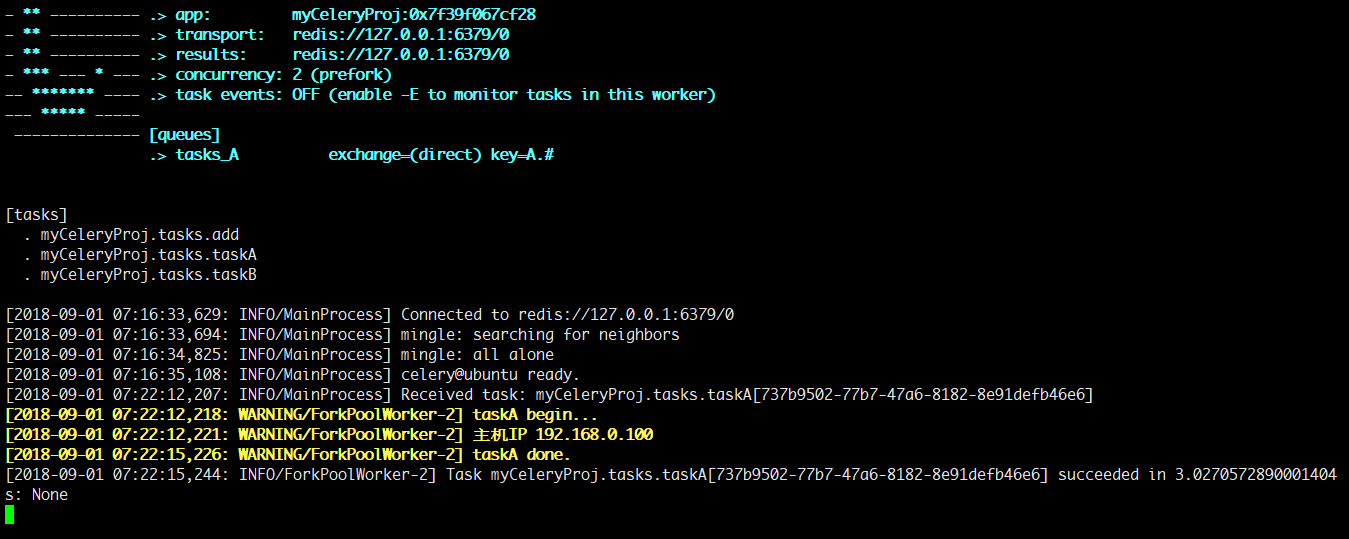 - ** ---------- .> app:         myCeleryProj:0x7f39f067cf28
- ** ---------- .> transport:   redis://127.0.0.1:6379/0
- ** ---------- .> results:     redis://127.0.0.1:6379/0
- *** --- * --- .> concurrency: 2 (prefork)
-- ******* ---- .> task events: OFF (enable -E to monitor tasks in this worker)
--- ***** -----
 -------------- [queues]
                .> tasks_A          exchange=(direct) key=A.#
[tasks]
  . myCeleryProj.tasks.add
  . myCeleryProj.tasks.taskA
  . myCeleryProj.tasks.taskB
[2018-09-01 07:16:33,629: INFO/MainProcess] Connected to redis://127.0.0.1:6379/0
[2018-09-01 07:16:33,694: INFO/MainProcess] mingle: searching for neighbors
[2018-09-01 07:16:34,825: INFO/MainProcess] mingle: all alone
[2018-09-01 07:16:35,108: INFO/MainProcess] celery@ubuntu ready.
[2018-09-01 07:22:12,207: INFO/MainProcess] Received task: myCeleryProj.tasks.taskA[737b9502-77b7-47a6-8182-8e91defb46e6]
[2018-09-01 07:22:12,218: WARNING/ForkPoolWorker-2] taskA begin...
[2018-09-01 07:22:12,221: WARNING/ForkPoolWorker-2] 主机IP 192.168.0.100
[2018-09-01 07:22:15,226: WARNING/ForkPoolWorker-2] taskA done.
[2018-09-01 07:22:15,244: INFO/ForkPoolWorker-2] Task myCeleryProj.tasks.taskA[737b9502-77b7-47a6-8182-8e91defb46e6] succeeded in 3.0270572890001404
s: None